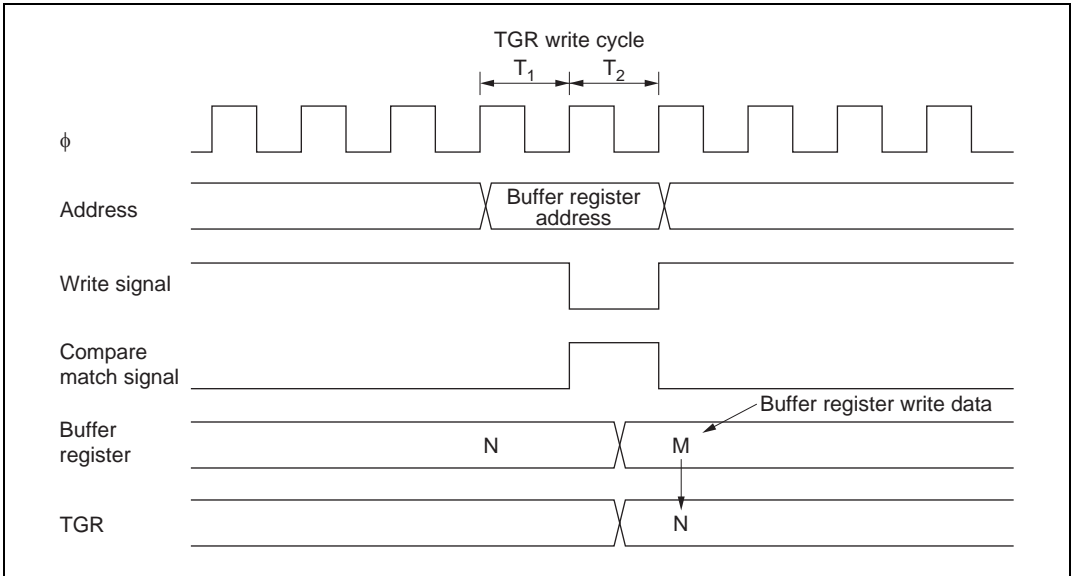 TGR write cycle
T1 T2
φ
Address
Buffer register
address
Write signal
Compare
match signal
Buffer register write data
Buffer
register
N M
TGR
N